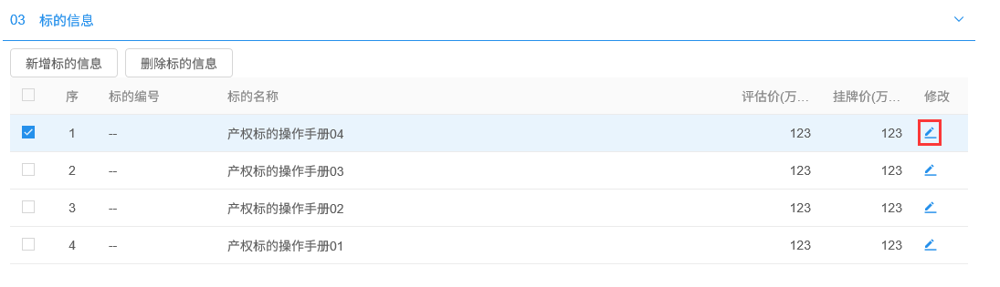 03 标的信息
新增标的信息 删除标的信息
序 标的编号 标的名称 评估价(万... 挂牌价(万... 修改
1 -- 产权标的操作手册04 123 123
2 -- 产权标的操作手册03 123 123
3 -- 产权标的操作手册02 123 123
4 -- 产权标的操作手册01 123 123